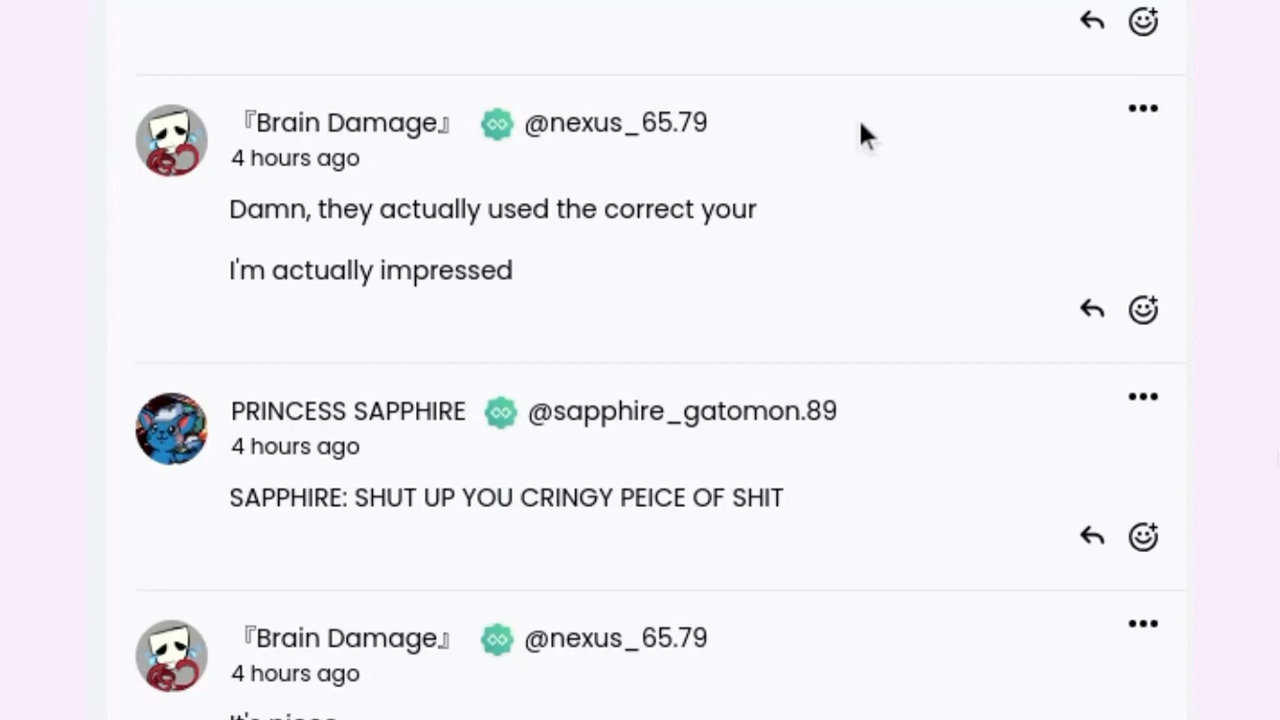 『Brain Damage』 @nexus_65.79
4 hours ago
Damn, they actually used the correct your
I'm actually impressed
PRINCESS SAPPHIRE @sapphire_gatomon.89
4 hours ago
SAPPHIRE: SHUT UP YOU CRINGY PEICE OF SHIT
『Brain Damage』 @nexus_65.79
4 hours ago
It's piece